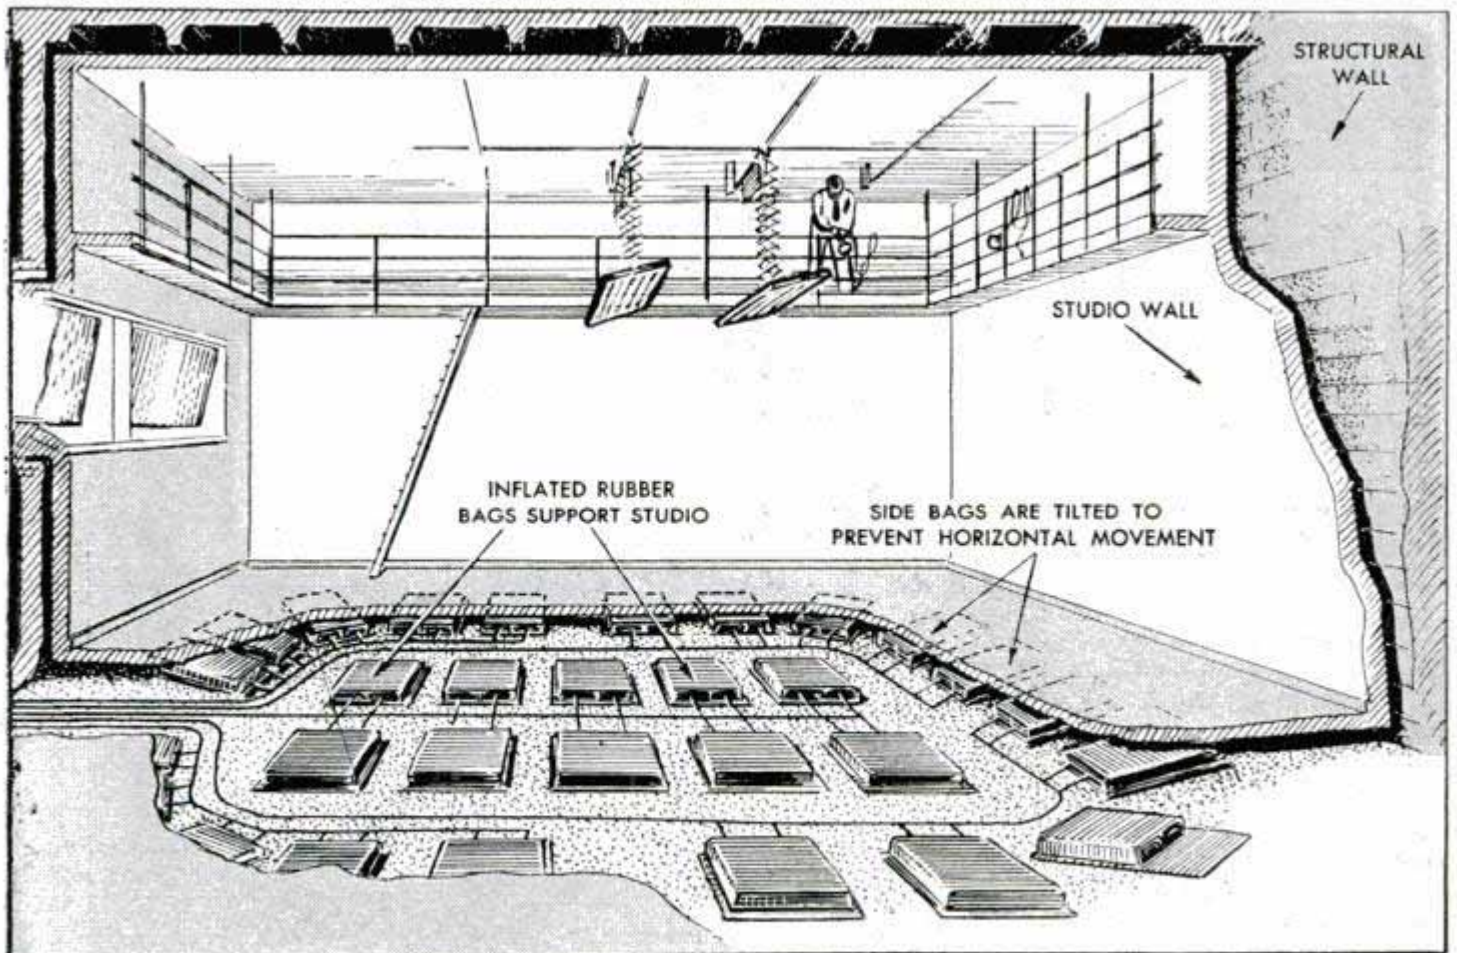 STRUCTURAL
WALL
STUDIO WALL
INFLATED RUBBER
BAGS SUPPORT STUDIO
SIDE BAGS ARE TILTED TO
PREVENT HORIZONTAL MOVEMENT